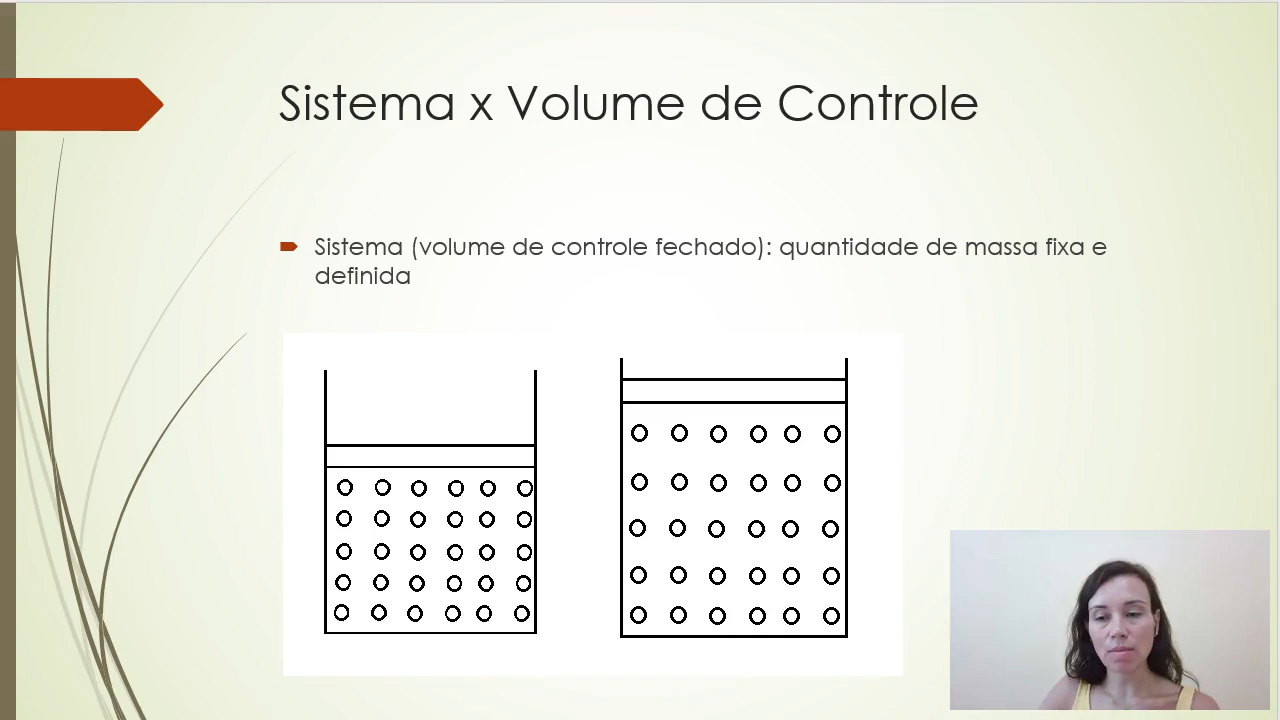 Sistema x Volume de Controle
Sistema (volume de controle fechado): quantidade de massa fixa e
definida